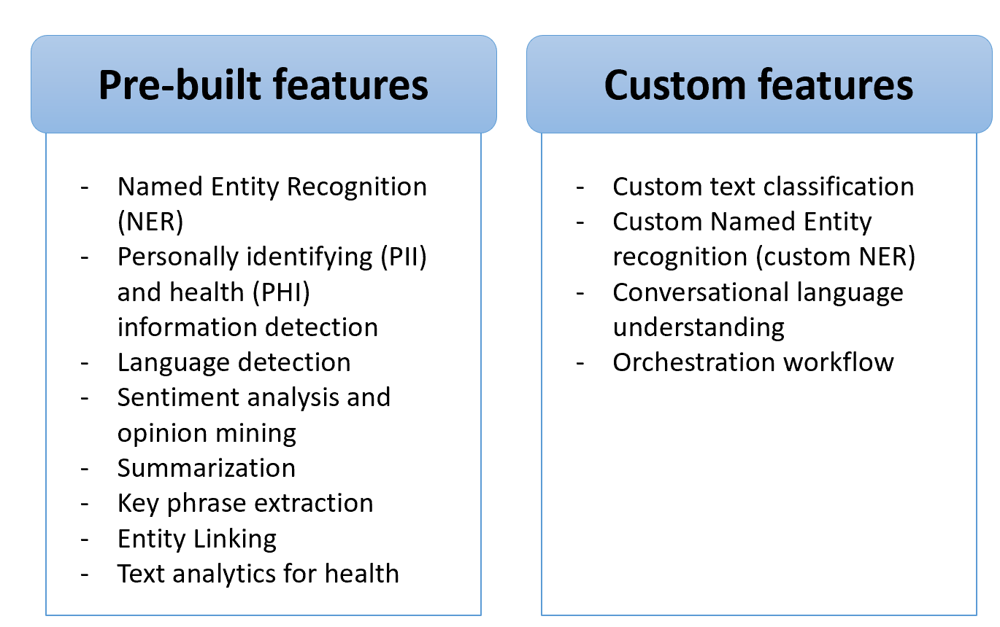 Pre-built features
- Named Entity Recognition
(NER)
- Personally identifying (PII)
and health (PHI)
information detection
- Language detection
- Sentiment analysis and
opinion mining
- Summarization
- Key phrase extraction
- Entity Linking
- Text analytics for health
Custom features
- Custom text classification
- Custom Named Entity
recognition (custom NER)
- Conversational language
understanding
- Orchestration workflow